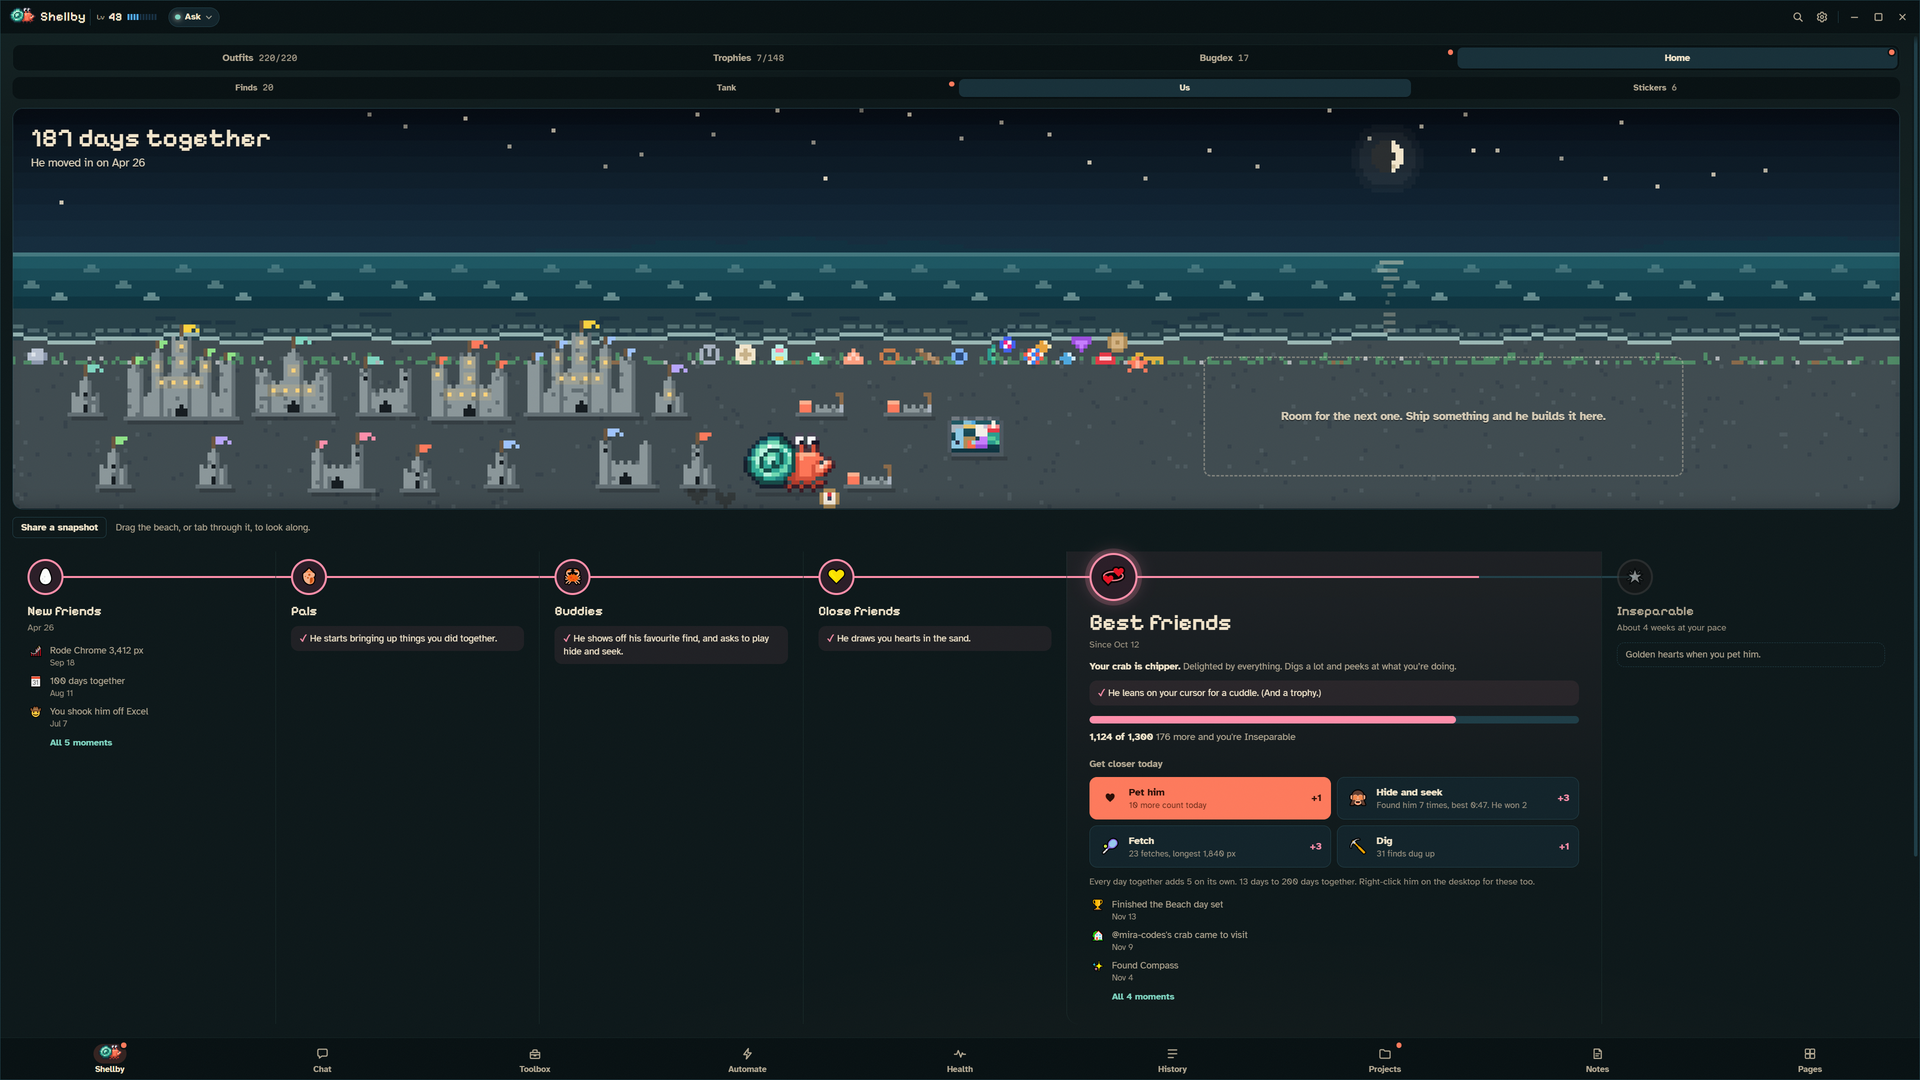 Shellby
Lv 49
Ask
Outfits 220/220
Trophies 7/148
Bugdex 17
Home
Finds 20
Tank
Us
Stickers 6
187 days together
He moved in on Apr 26
Room for the next one. Ship something and he builds it here.
Share a snapshot
Drag the beach, or tab through it, to look along.
New friends
Apr 26
Rode Chrome 3,412 px
Sep 18
100 days together
Aug 11
You shook him off Excel
Jul 7
All 5 moments
Pals
✓ He starts bringing up things you did together.
Buddies
✓ He shows off his favourite find, and asks to play
hide and seek.
Close friends
✓ He draws you hearts in the sand.
Best friends
Since Oct 12
Your crab is chipper. Delighted by everything. Digs a lot and peeks at what you're doing.
✓ He leans on your cursor for a cuddle. (And a trophy.)
1,124 of 1,300 176 more and you're Inseparable
Get closer today
Pet him
10 more count today
+1
Hide and seek
Found him 7 times, best 0:47. He won 2
+3
Fetch
23 fetches, longest 1,840 px
+3
Dig
31 finds dug up
+1
Every day together adds 5 on its own. 13 days to 200 days together. Right-click him on the desktop for these too.
Finished the Beach day set
Nov 13
@mira-codes's crab came to visit
Nov 9
Found Compass
Nov 4
All 4 moments
Inseparable
About 4 weeks at your pace
Golden hearts when you pet him.
Shellby
Chat
Toolbox
Automate
Health
History
Projects
Notes
Pages